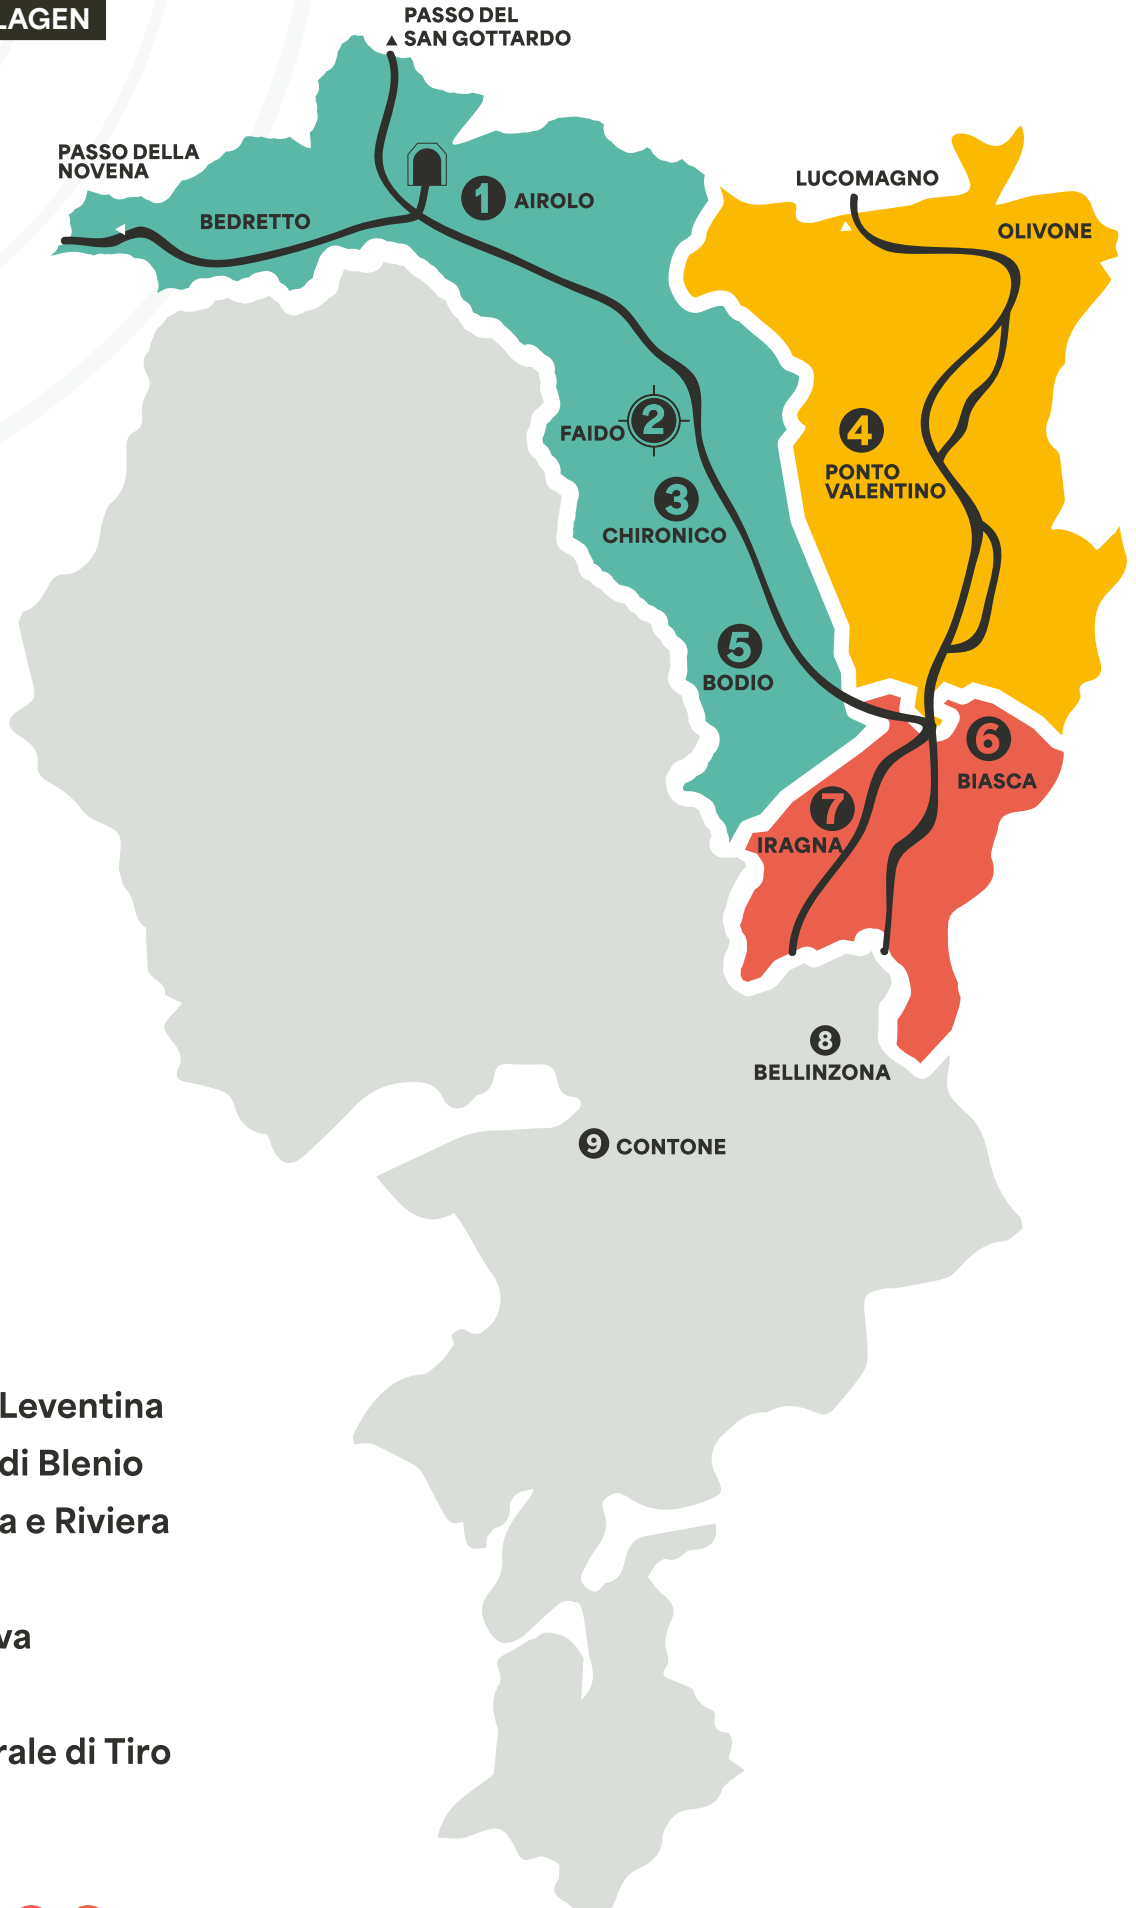 LAGEN
PASSO DEL
SAN GOTTARDO
PASSO DELLA
NOVENA
BEDRETTO
1 AIROLO
LUCOMAGNO
OLIVONE
FAIDO 2
3
CHIRONICO
4
PONTO
VALENTINO
5
BODIO
6
BIASCA
7
IRAGNA
8
BELLINZONA
9 CONTONE
Leventina
di Blenio
a e Riviera
va
rale di Tiro